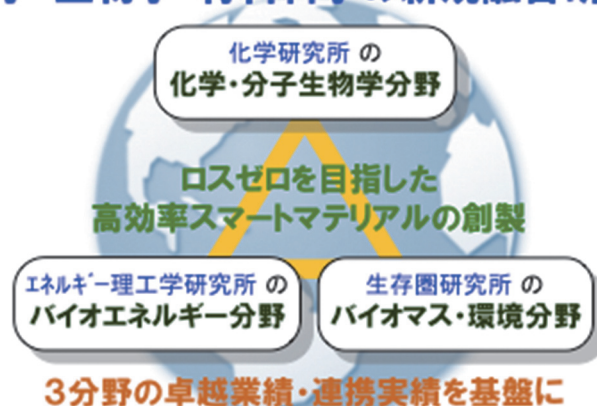 化学研究所 の
化学・分子生物学分野
ロスゼロを目指した
高効率スマートマテリアルの創製
エネルギー理工学研究所 の
バイオエネルギー分野
生存圏研究所 の
バイオマス・環境分野
3分野の卓越業績・連携実績を基盤に